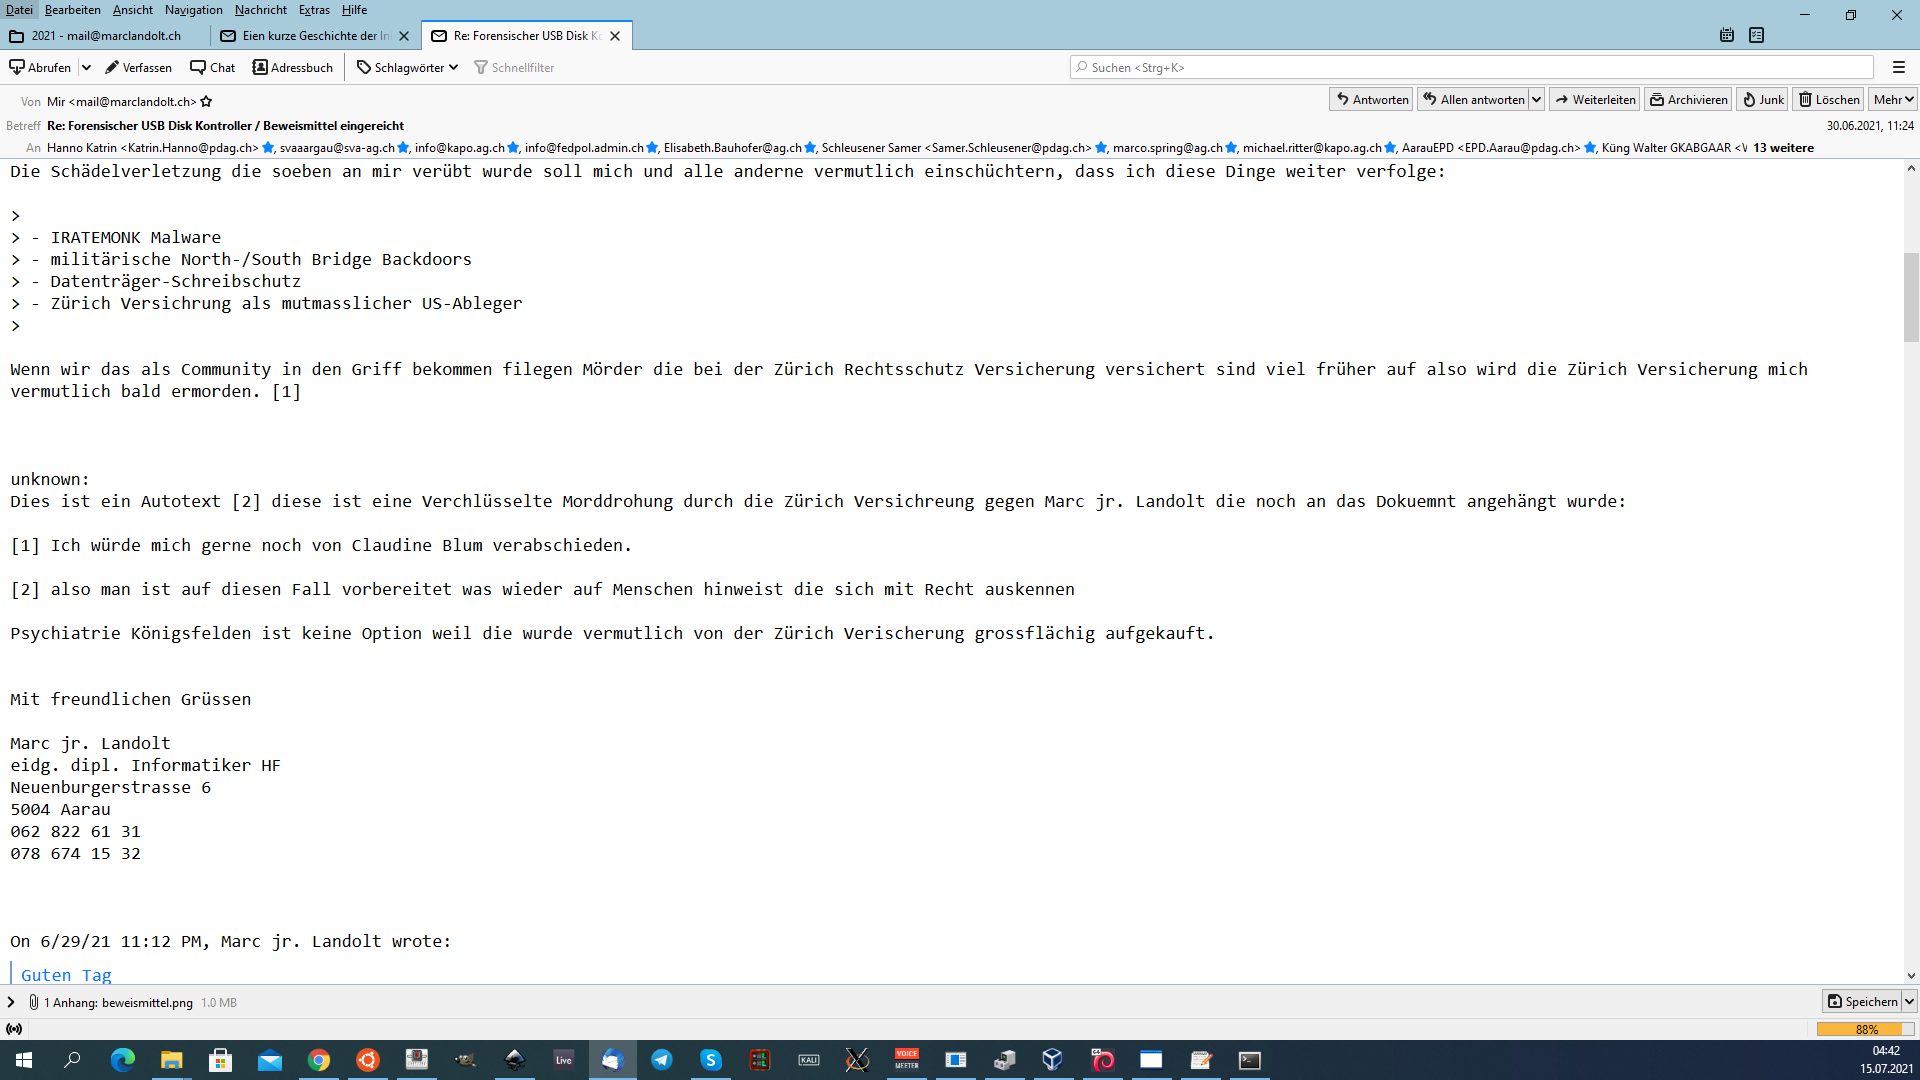 Datei Bearbeiten Ansicht Navigation Nachricht Extras Hilfe
2021 - mail@marclandolt.ch
Eien kurze Geschichte der In
Re: Forensischer USB Disk Ko
Abrufen Verfassen Chat Adressbuch Schlagwörter Schnellfilter
Suchen <Strg+K>
Von Mir <mail@marclandolt.ch>
Antworten Allen antworten Weiterleiten Archivieren Junk Löschen Mehr
Betreff Re: Forensischer USB Disk Kontroller / Beweismittel eingereicht
30.06.2021, 11:24
An Hanno Katrin <Katrin.Hanno@pdag.ch> , svaaargau@sva-ag.ch , info@kapo.ag.ch , info@fedpol.admin.ch , Elisabeth.Bauhofer@ag.ch , Schleusener Samer <Samer.Schleusener@pdag.ch> , marco.spring@ag.ch , michael.ritter@kapo.ag.ch , AarauEPD <EPD.Aarau@pdag.ch> , Küng Walter GKABGAAR <V 13 weitere
Die Schädelverletzung die soeben an mir verübt wurde soll mich und alle anderne vermutlich einschüchtern, dass ich diese Dinge weiter verfolge:
>
> - IRATEMONK Malware
> - militärische North-/South Bridge Backdoors
> - Datenträger-Schreibschutz
> - Zürich Versichrung als mutmasslicher US-Ableger
>
Wenn wir das als Community in den Griff bekommen filegen Mörder die bei der Zürich Rechtsschutz Versicherung versichert sind viel früher auf also wird die Zürich Versicherung mich
vermutlich bald ermorden. [1]
unknown:
Dies ist ein Autotext [2] diese ist eine Verchlüsselte Morddrohung durch die Zürich Versichreung gegen Marc jr. Landolt die noch an das Dokuemnt angehängt wurde:
[1] Ich würde mich gerne noch von Claudine Blum verabschieden.
[2] also man ist auf diesen Fall vorbereitet was wieder auf Menschen hinweist die sich mit Recht auskennen
Psychiatrie Königsfelden ist keine Option weil die wurde vermutlich von der Zürich Verischerung grossflächig aufgekauft.
Mit freundlichen Grüssen
Marc jr. Landolt
eidg. dipl. Informatiker HF
Neuenburgerstrasse 6
5004 Aarau
062 822 61 31
078 674 15 32
On 6/29/21 11:12 PM, Marc jr. Landolt wrote:
Guten Tag
1 Anhang: beweismittel.png 1.0 MB
Speichern
88%
Live
KALI
VOICE
MEETER
04:42
15.07.2021